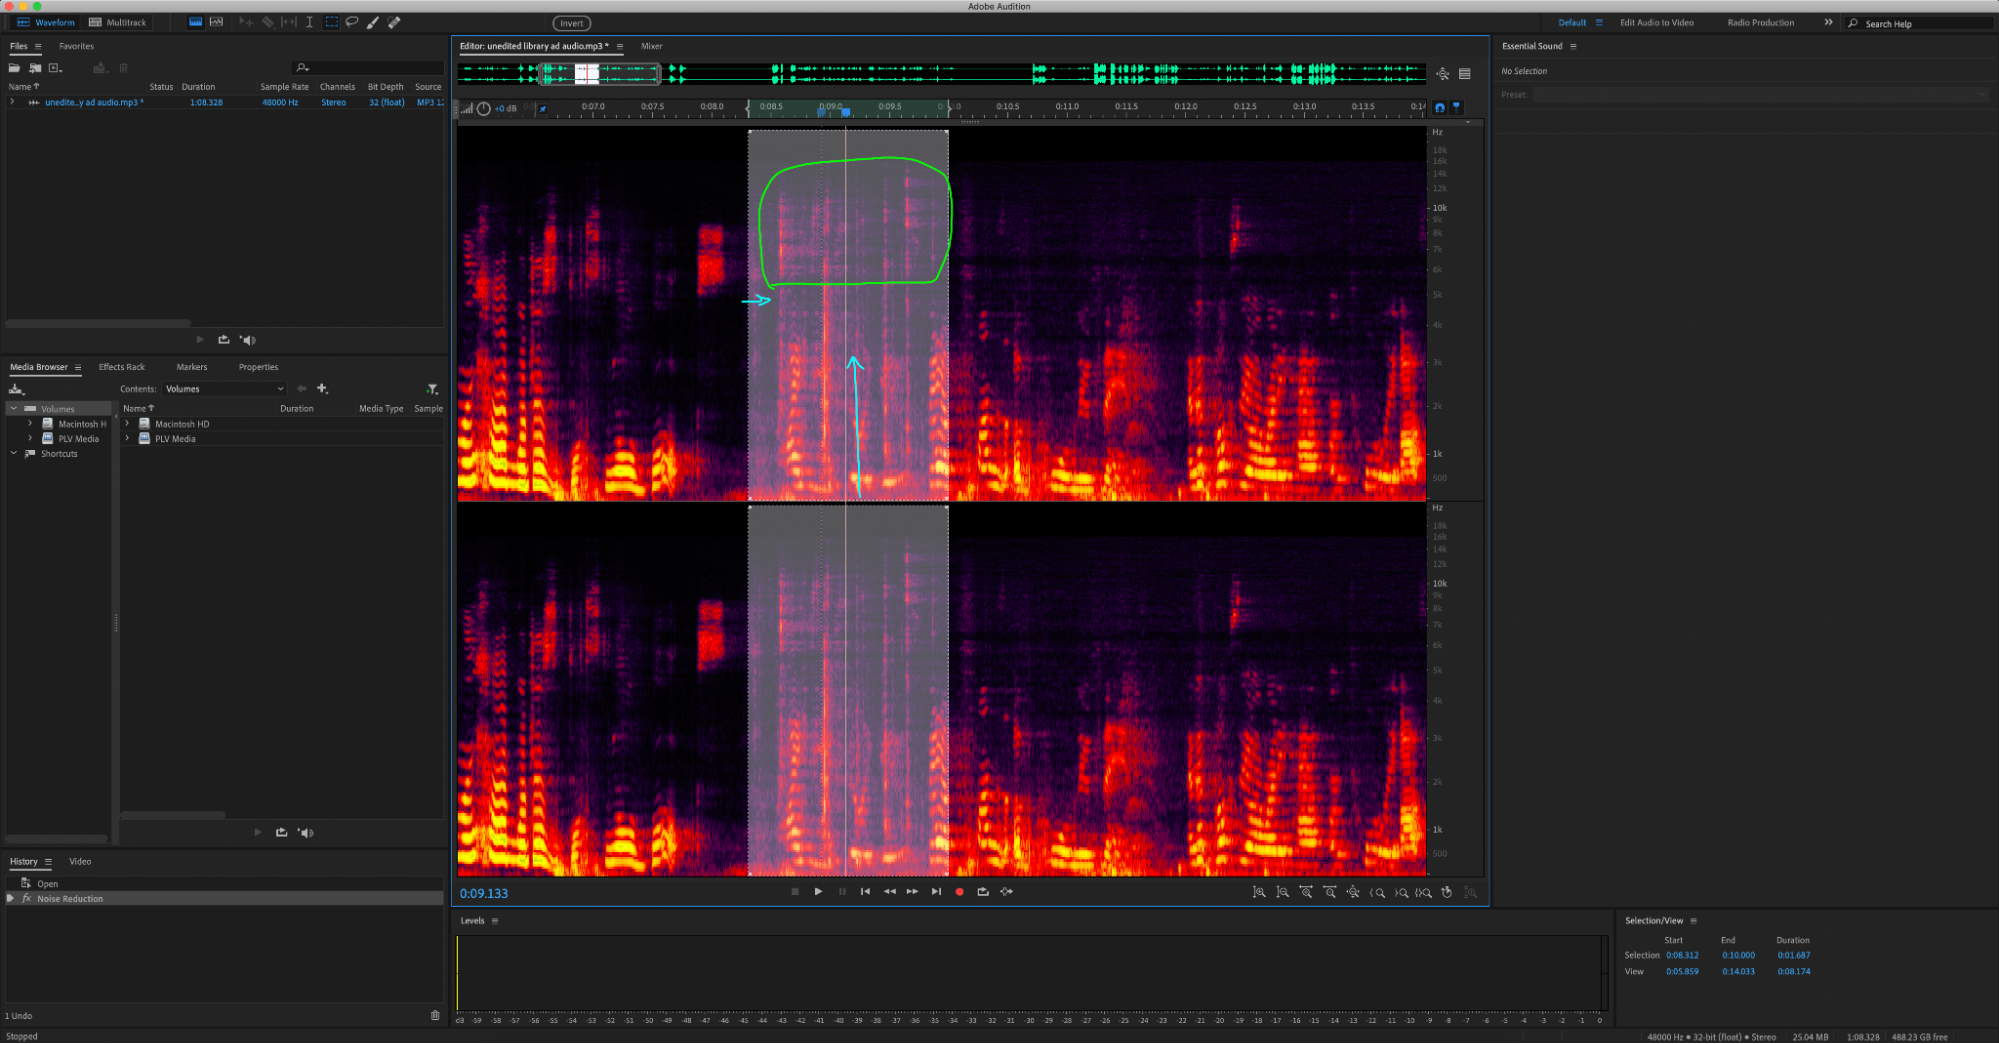 Adobe Audition
Waveform Multitrack Invert Default Edit Audio to Video Radio Production Search Help
Files Favorites
Name Status Duration Sample Rate Channels Bit Depth Source
unedite...y ad audio.mp3 * 1:08.328 48000 Hz Stereo 32 (float) MP3 12
Media Browser Effects Rack Markers Properties
Contents: Volumes
Volumes
Macintosh H
PLV Media
Shortcuts
Name Duration Media Type Sample
Macintosh HD
PLV Media
History Video
Open
fx Noise Reduction
1 Undo
Stopped
Editor: unedited library ad audio.mp3 * Mixer
+0 dB
0:07.0 0:07.5 0:08.0 0:08.5 0:09.0 0:09.5 0:10.5 0:11.0 0:11.5 0:12.0 0:12.5 0:13.0 0:13.5 0:14
Hz
18k
16k
14k
12k
10k
9k
8k
7k
6k
5k
4k
3k
2k
1k
500
Hz
18k
16k
14k
12k
10k
9k
8k
7k
6k
5k
4k
3k
2k
1k
500
0:09.133
Levels
dB -59 -58 -57 -56 -55 -54 -53 -52 -51 -50 -49 -48 -47 -46 -45 -44 -43 -42 -41 -40 -39 -38 -37 -36 -35 -34 -33 -32 -31 -30 -29 -28 -27 -26 -25 -24 -23 -22 -21 -20 -19 -18 -17 -16 -15 -14 -13 -12 -11 -10 -9 -8 -7 -6 -5 -4 -3 -2 -1 0
Essential Sound
No Selection
Preset:
Selection/View
Start End Duration
Selection 0:08.312 0:10.000 0:01.687
View 0:05.859 0:14.033 0:08.174
48000 Hz • 32-bit (float) • Stereo 25.04 MB 1:08.328 488.23 GB free